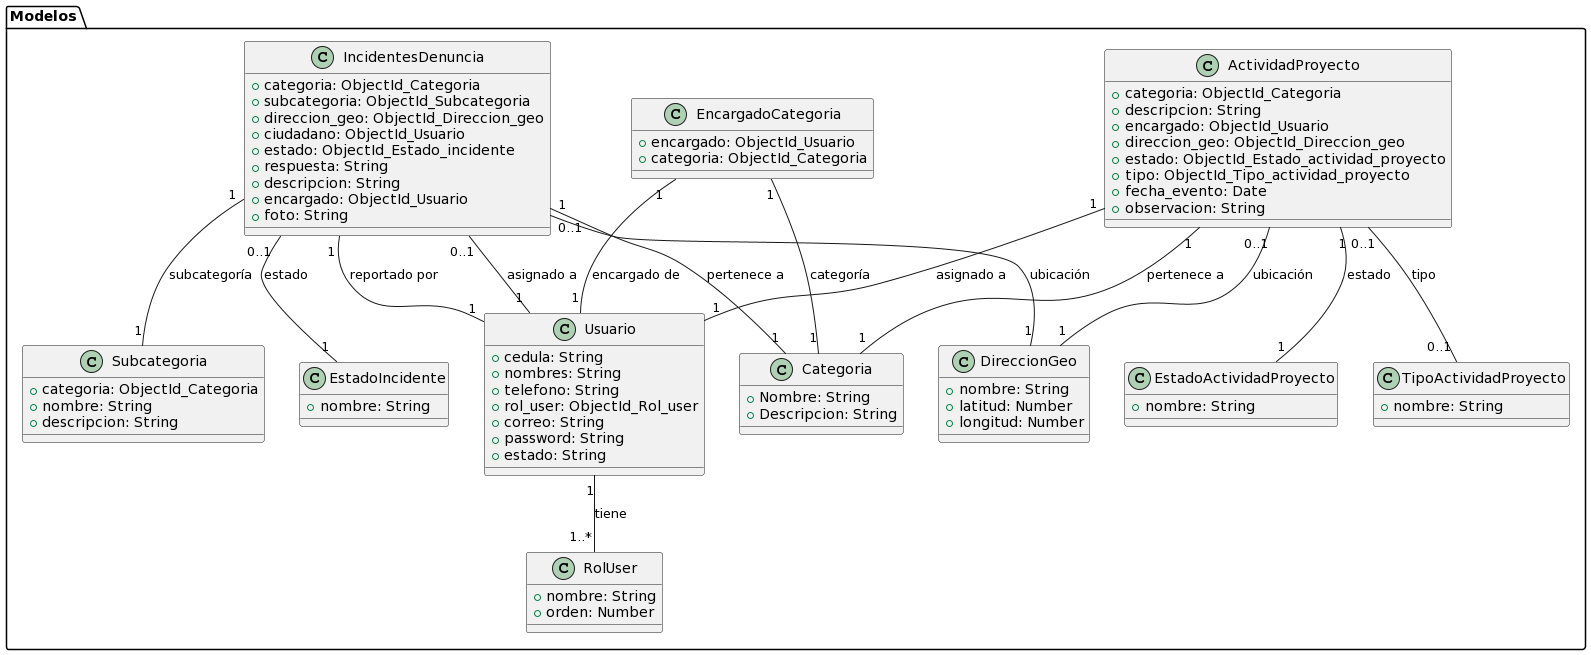 Modelos
C IncidentesDenuncia
categoria: ObjectId_Categoria
subcategoria: ObjectId_Subcategoria
direccion_geo: ObjectId_Direccion_geo
ciudadano: ObjectId_Usuario
estado: ObjectId_Estado_incidente
respuesta: String
descripcion: String
encargado: ObjectId_Usuario
foto: String
C EncargadoCategoria
encargado: ObjectId_Usuario
categoria: ObjectId_Categoria
C ActividadProyecto
categoria: ObjectId_Categoria
descripcion: String
encargado: ObjectId_Usuario
direccion_geo: ObjectId_Direccion_geo
estado: ObjectId_Estado_actividad_proyecto
tipo: ObjectId_Tipo_actividad_proyecto
fecha_evento: Date
observacion: String
1
1
1
1
1
0..1
0..1
1
0..1
1
0..1
1
0..1
subcategoría
estado
reportado por
asignado a
encargado de
pertenece a
categoría
asignado a
ubicación
pertenece a
ubicación
estado
tipo
1
1
1
1
1
1
1
1
1
1
1
1
0..1
C Subcategoria
categoria: ObjectId_Categoria
nombre: String
descripcion: String
C EstadoIncidente
nombre: String
C Usuario
cedula: String
nombres: String
telefono: String
rol_user: ObjectId_Rol_user
correo: String
password: String
estado: String
C Categoria
Nombre: String
Descripcion: String
C DireccionGeo
nombre: String
latitud: Number
longitud: Number
C EstadoActividadProyecto
nombre: String
C TipoActividadProyecto
nombre: String
1
tiene
1..*
C RolUser
nombre: String
orden: Number